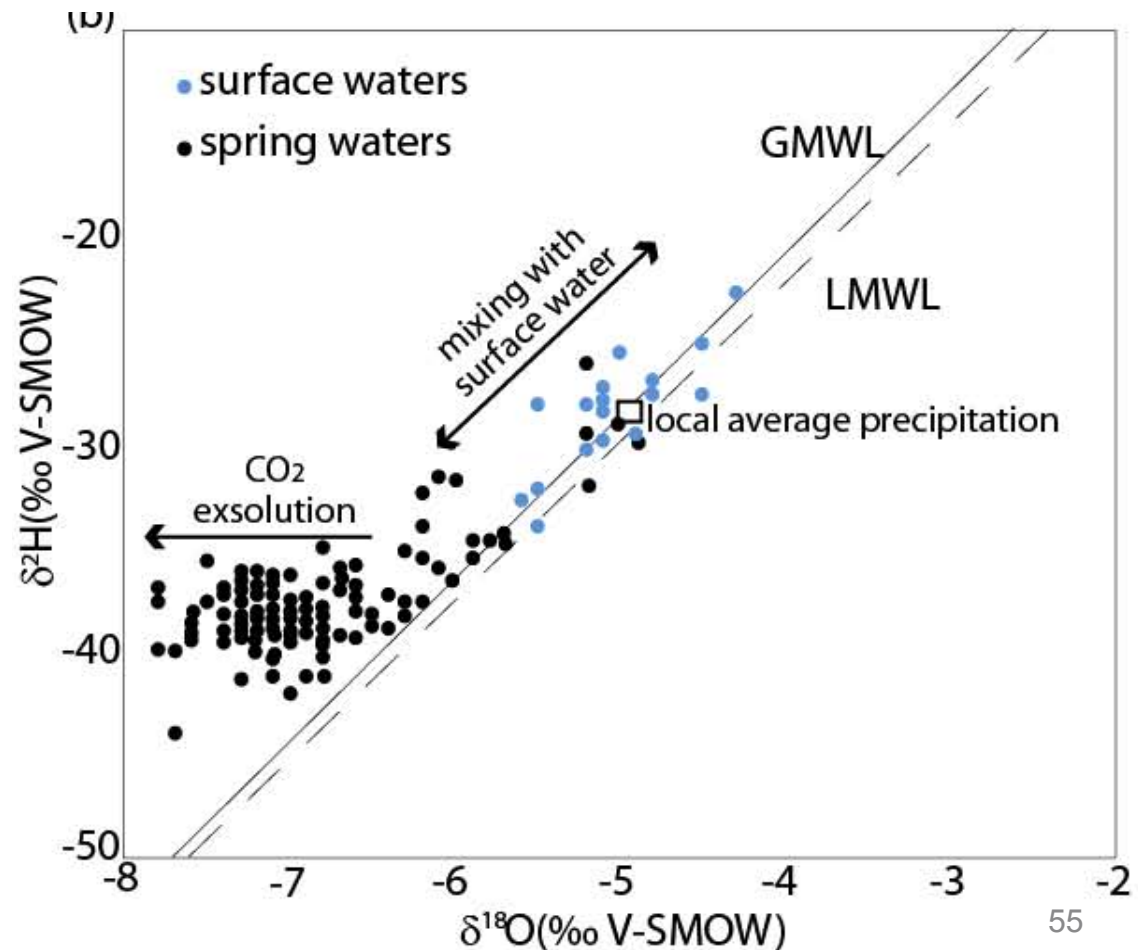 (b)
surface waters
spring waters
GMWL
-20
mixing with
surface water
LMWL
δ²H(‰ V-SMOW)
-30
local average precipitation
CO₂
exsolution
-40
-50
-8 -7 -6 -5 -4 -3 -2
δ¹⁸O(‰ V-SMOW)
55